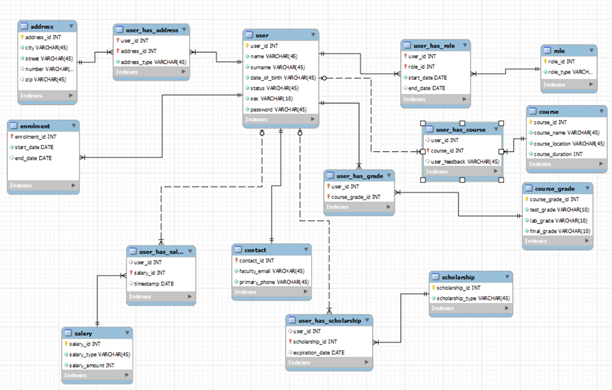 address
address_id INT
city VARCHAR(45)
street VARCHAR(45)
number VARCHAR(...
zip VARCHAR(45)
Indexes
user_has_address
user_id INT
address_id INT
address_type VARCHAR(45)
Indexes
user
user_id INT
name VARCHAR(45)
surname VARCHAR(45)
date_of_birth VARCHAR(45)
status VARCHAR(45)
sex VARCHAR(10)
password VARCHAR(45)
Indexes
user_has_role
user_id INT
role_id INT
start_date DATE
end_date DATE
Indexes
role
role_id INT
role_type VARCH...
Indexes
enrolment
enrolment_id INT
start_date DATE
end_date DATE
Indexes
user_has_course
user_id INT
course_id INT
user_feedback VARCHAR(45)
Indexes
course
course_id INT
course_name VARCHAR(45)
course_location VARCHAR(45)
course_duration INT
Indexes
user_has_grade
user_id INT
course_grade_id INT
Indexes
course_grade
course_grade_id INT
test_grade VARCHAR(10)
lab_grade VARCHAR(10)
final_grade VARCHAR(10)
Indexes
user_has_sal...
user_id INT
salary_id INT
timestamp DATE
Indexes
contact
contact_id INT
faculty_email VARCHAR(45)
primary_phone VARCHAR(45)
Indexes
scholarship
scholarship_id INT
scholarship_type VARCHAR(45)
Indexes
user_has_scholarship
user_id INT
scholarship_id INT
expiration_date DATE
Indexes
salary
salary_id INT
salary_type VARCHAR(45)
salary_amount INT
Indexes